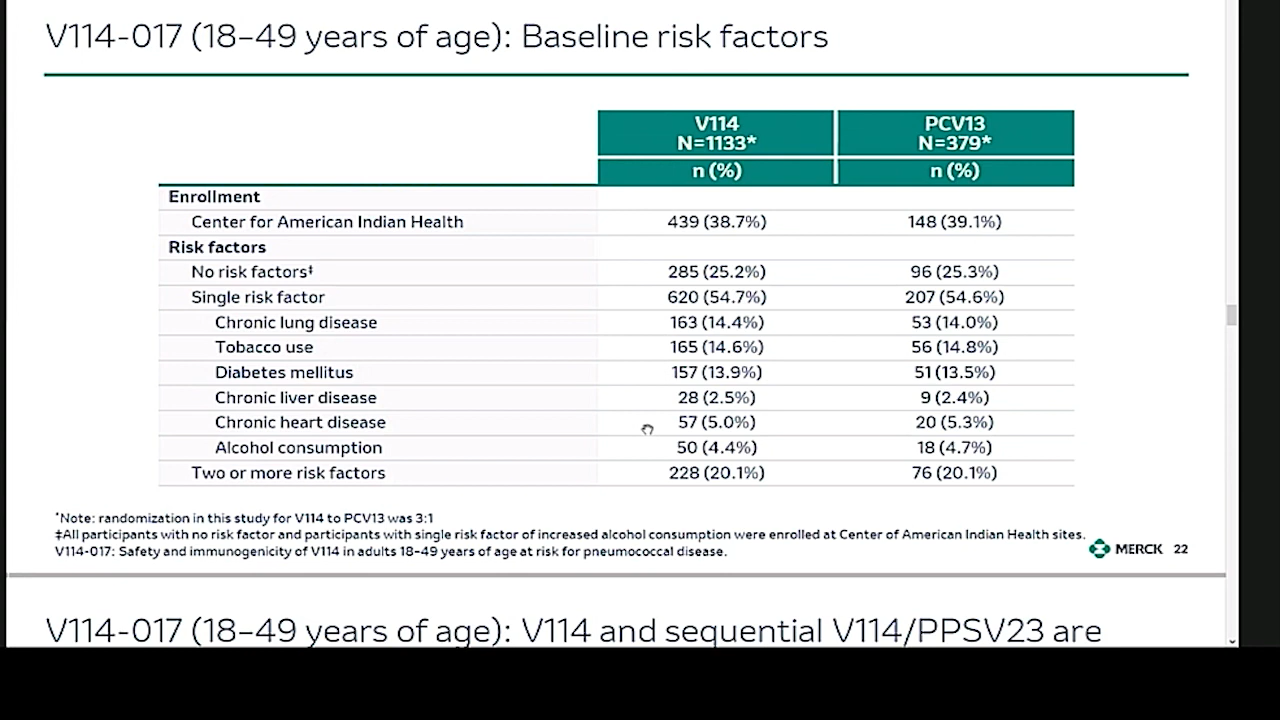 V114-017 (18–49 years of age): Baseline risk factors
V114 PCV13
N=1133* N=379*
n (%) n (%)
Enrollment
Center for American Indian Health 439 (38.7%) 148 (39.1%)
Risk factors
No risk factors‡ 285 (25.2%) 96 (25.3%)
Single risk factor 620 (54.7%) 207 (54.6%)
Chronic lung disease 163 (14.4%) 53 (14.0%)
Tobacco use 165 (14.6%) 56 (14.8%)
Diabetes mellitus 157 (13.9%) 51 (13.5%)
Chronic liver disease 28 (2.5%) 9 (2.4%)
Chronic heart disease 57 (5.0%) 20 (5.3%)
Alcohol consumption 50 (4.4%) 18 (4.7%)
Two or more risk factors 228 (20.1%) 76 (20.1%)
*Note: randomization in this study for V114 to PCV13 was 3:1
‡All participants with no risk factor and participants with single risk factor of increased alcohol consumption were enrolled at Center of American Indian Health sites.
V114-017: Safety and immunogenicity of V114 in adults 18–49 years of age at risk for pneumococcal disease.
MERCK 22
V114-017 (18–49 years of age): V114 and sequential V114/PPSV23 are